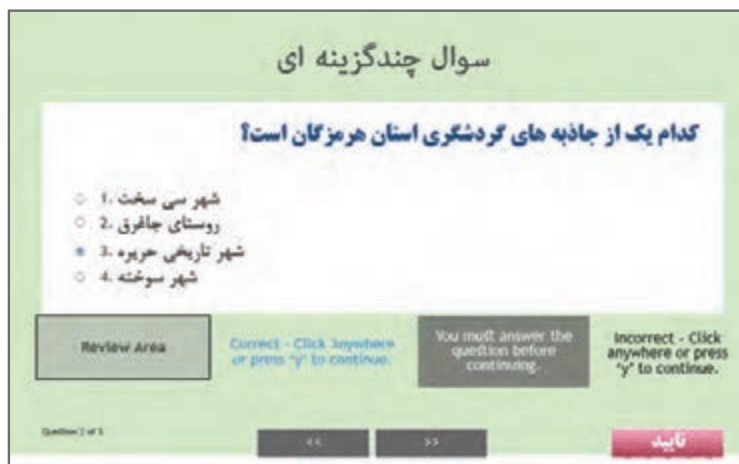 سوال چندگزینه ای
کدام یک از جاذبه های گردشگری استان هرمزگان است؟
1. شهر سی سخت
2. روستای جاغرق
3. شهر تاریخی حریره
4. شهر سوخته
Review Area
Correct - Click Anywhere
or press "y" to continue.
You must answer the
question before
continuing.
Incorrect - Click
anywhere or press
"y" to continue.
Question 2 of 5
<<
>>
تایید